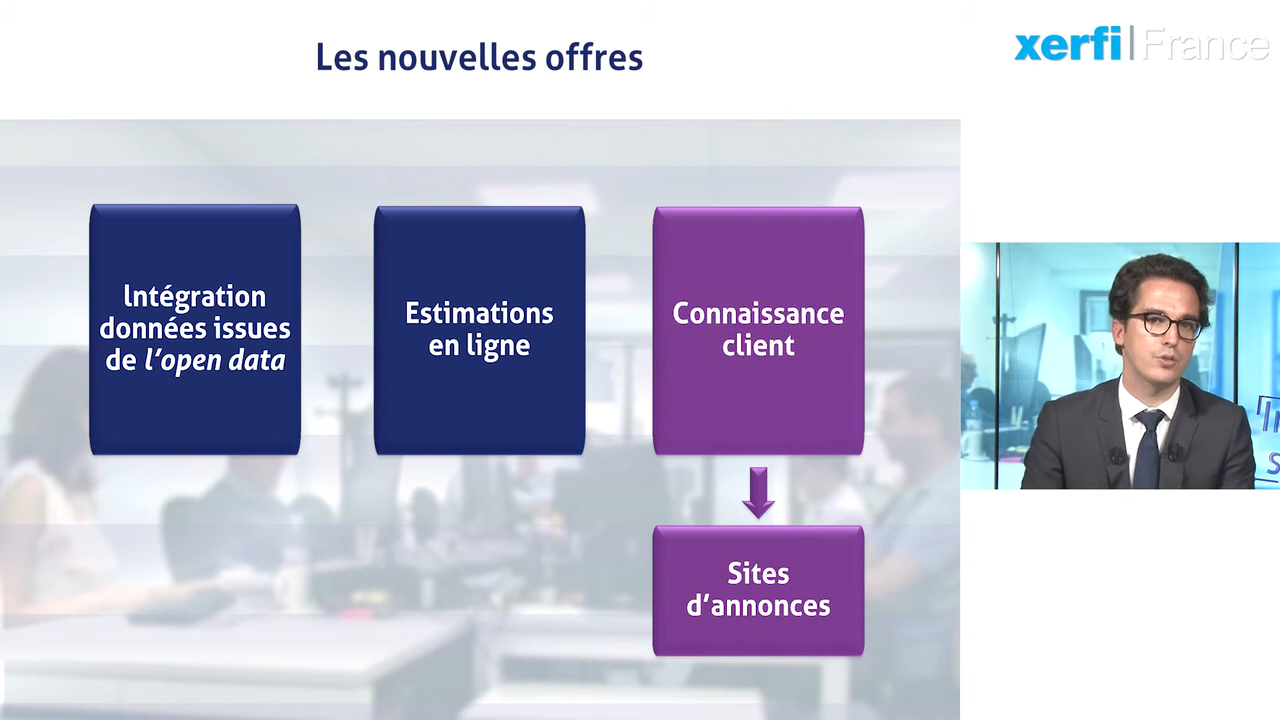 Les nouvelles offres
xerfi France
Intégration
données issues
de l'open data
Estimations
en ligne
Connaissance
client
Sites
d'annonces